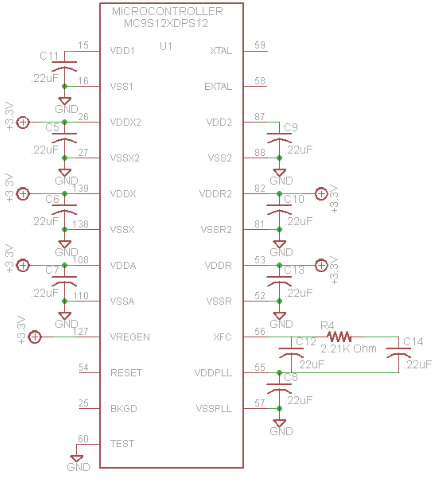 MICROCONTROLLER
MC9S12XDPS12
U1
C11 15 VDD1 XTAL 59
.22uF 16 VSS1 EXTAL 58
GND
+3.3V 26 VDDX2 VDD2 87
C5 C9
.22uF 27 VSSX2 VSS2 88 .22uF
GND GND
+3.3V 139 VDDX VDDR2 82 +3.3V
C6 C10
.22uF 138 VSSX VSSR2 81 .22uF
GND GND
+3.3V 108 VDDA VDDR 53 +3.3V
C7 C13
.22uF 110 VSSA VSSR 52 .22uF
GND GND
+3.3V 127 VREGEN XFC 56 R4
2.21K Ohm
C12 C14
.22uF .22uF
54 RESET VDDPLL 55
C8
.22uF
25 BKGD VSSPLL 57
GND
60 TEST
GND